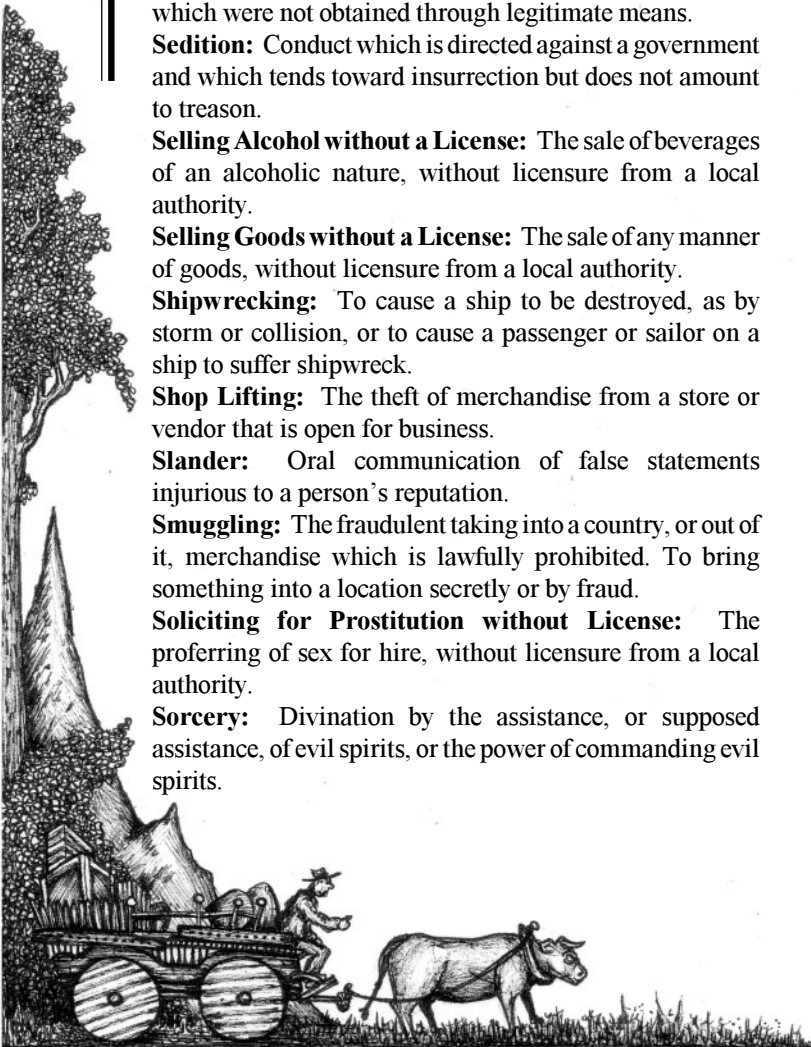 which were not obtained through legitimate means.
Sedition: Conduct which is directed against a government
and which tends toward insurrection but does not amount
to treason.
Selling Alcohol without a License: The sale of beverages
of an alcoholic nature, without licensure from a local
authority.
Selling Goods without a License: The sale of any manner
of goods, without licensure from a local authority.
Shipwrecking: To cause a ship to be destroyed, as by
storm or collision, or to cause a passenger or sailor on a
ship to suffer shipwreck.
Shop Lifting: The theft of merchandise from a store or
vendor that is open for business.
Slander: Oral communication of false statements
injurious to a person’s reputation.
Smuggling: The fraudulent taking into a country, or out of
it, merchandise which is lawfully prohibited. To bring
something into a location secretly or by fraud.
Soliciting for Prostitution without License: The
proferring of sex for hire, without licensure from a local
authority.
Sorcery: Divination by the assistance, or supposed
assistance, of evil spirits, or the power of commanding evil
spirits.